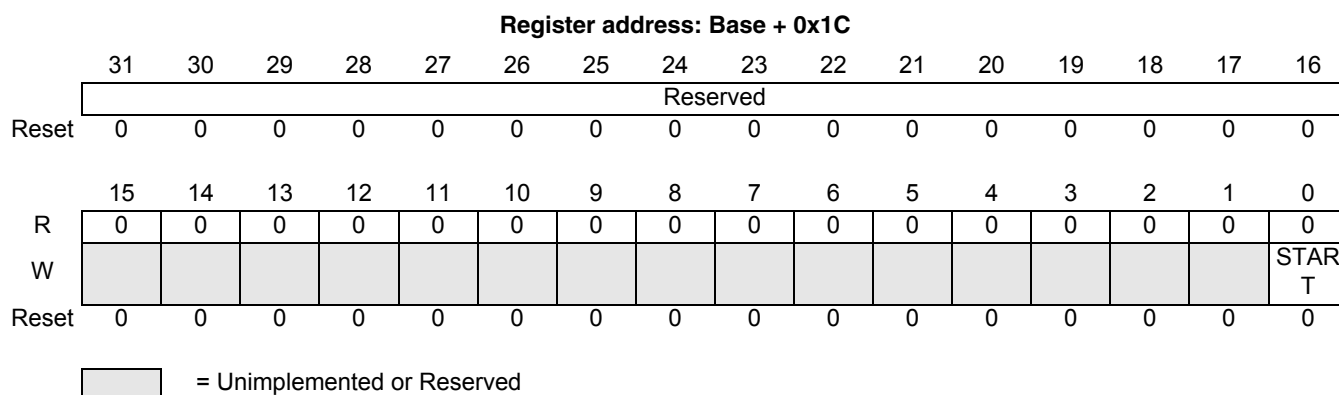 Register address: Base + 0x1C
31 30 29 28 27 26 25 24 23 22 21 20 19 18 17 16
Reserved
Reset 0 0 0 0 0 0 0 0 0 0 0 0 0 0 0 0
15 14 13 12 11 10 9 8 7 6 5 4 3 2 1 0
R 0 0 0 0 0 0 0 0 0 0 0 0 0 0 0 0
W STAR
T
Reset 0 0 0 0 0 0 0 0 0 0 0 0 0 0 0 0
= Unimplemented or Reserved